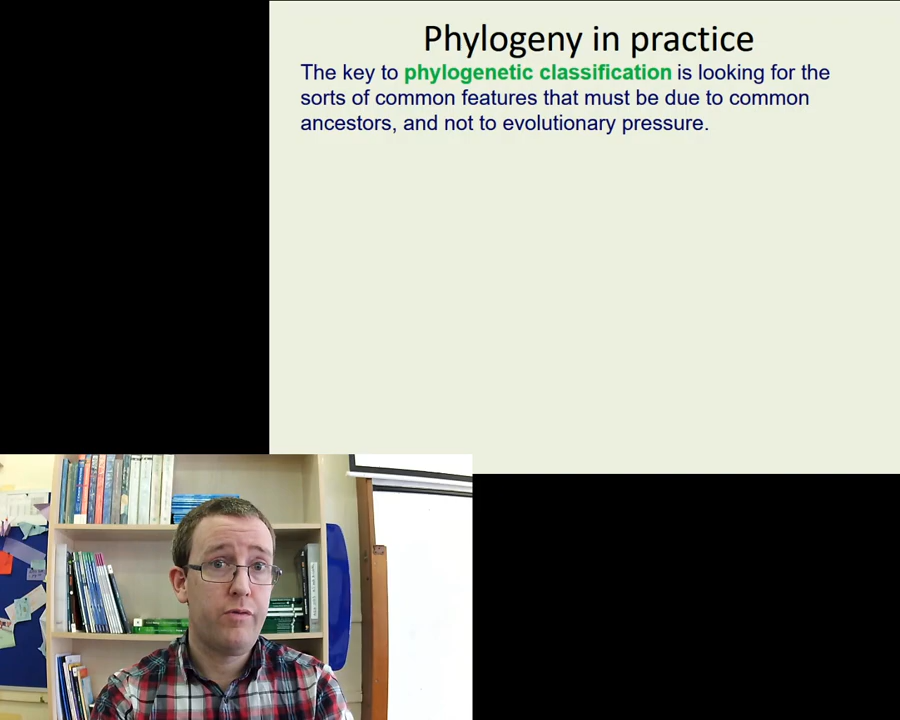 Phylogeny in practice
The key to phylogenetic classification is looking for the
sorts of common features that must be due to common
ancestors, and not to evolutionary pressure.